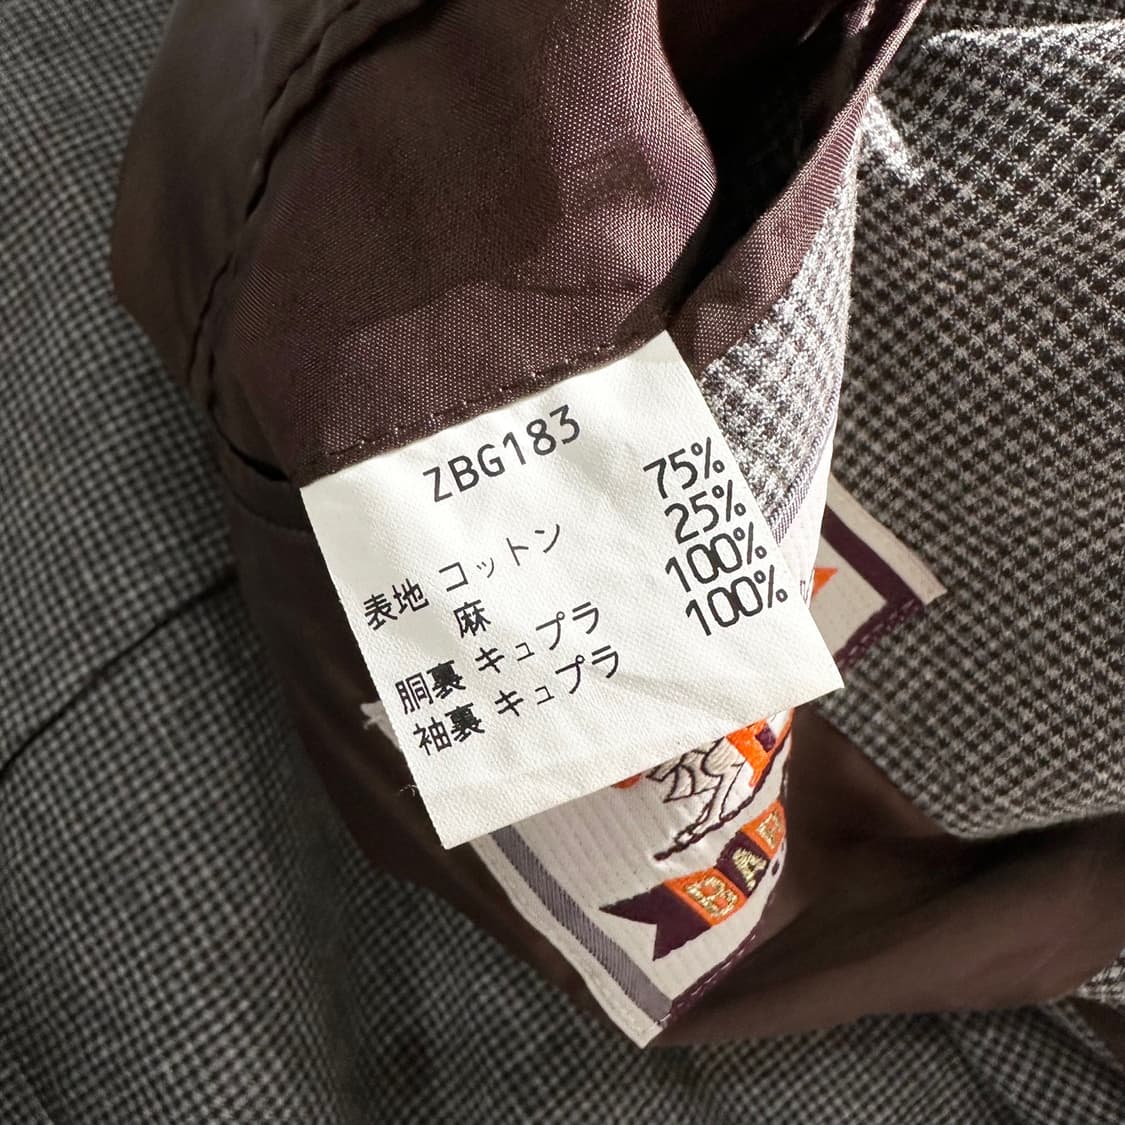 ZBG183
表地 コットン 75%
麻 25%
胴裏 キュプラ 100%
袖裏 キュプラ 100%